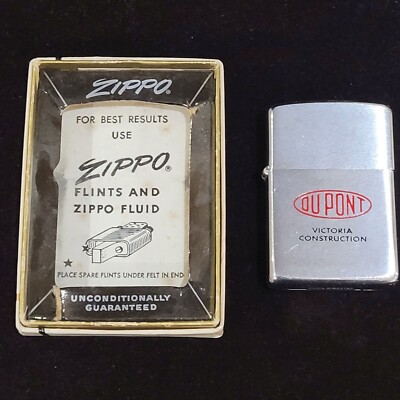 ZIPPO
FOR BEST RESULTS
USE
ZIPPO®
FLINTS AND
ZIPPO FLUID
PLACE SPARE FLINTS UNDER FELT IN END
UNCONDITIONALLY
GUARANTEED
DU PONT
VICTORIA
CONSTRUCTION